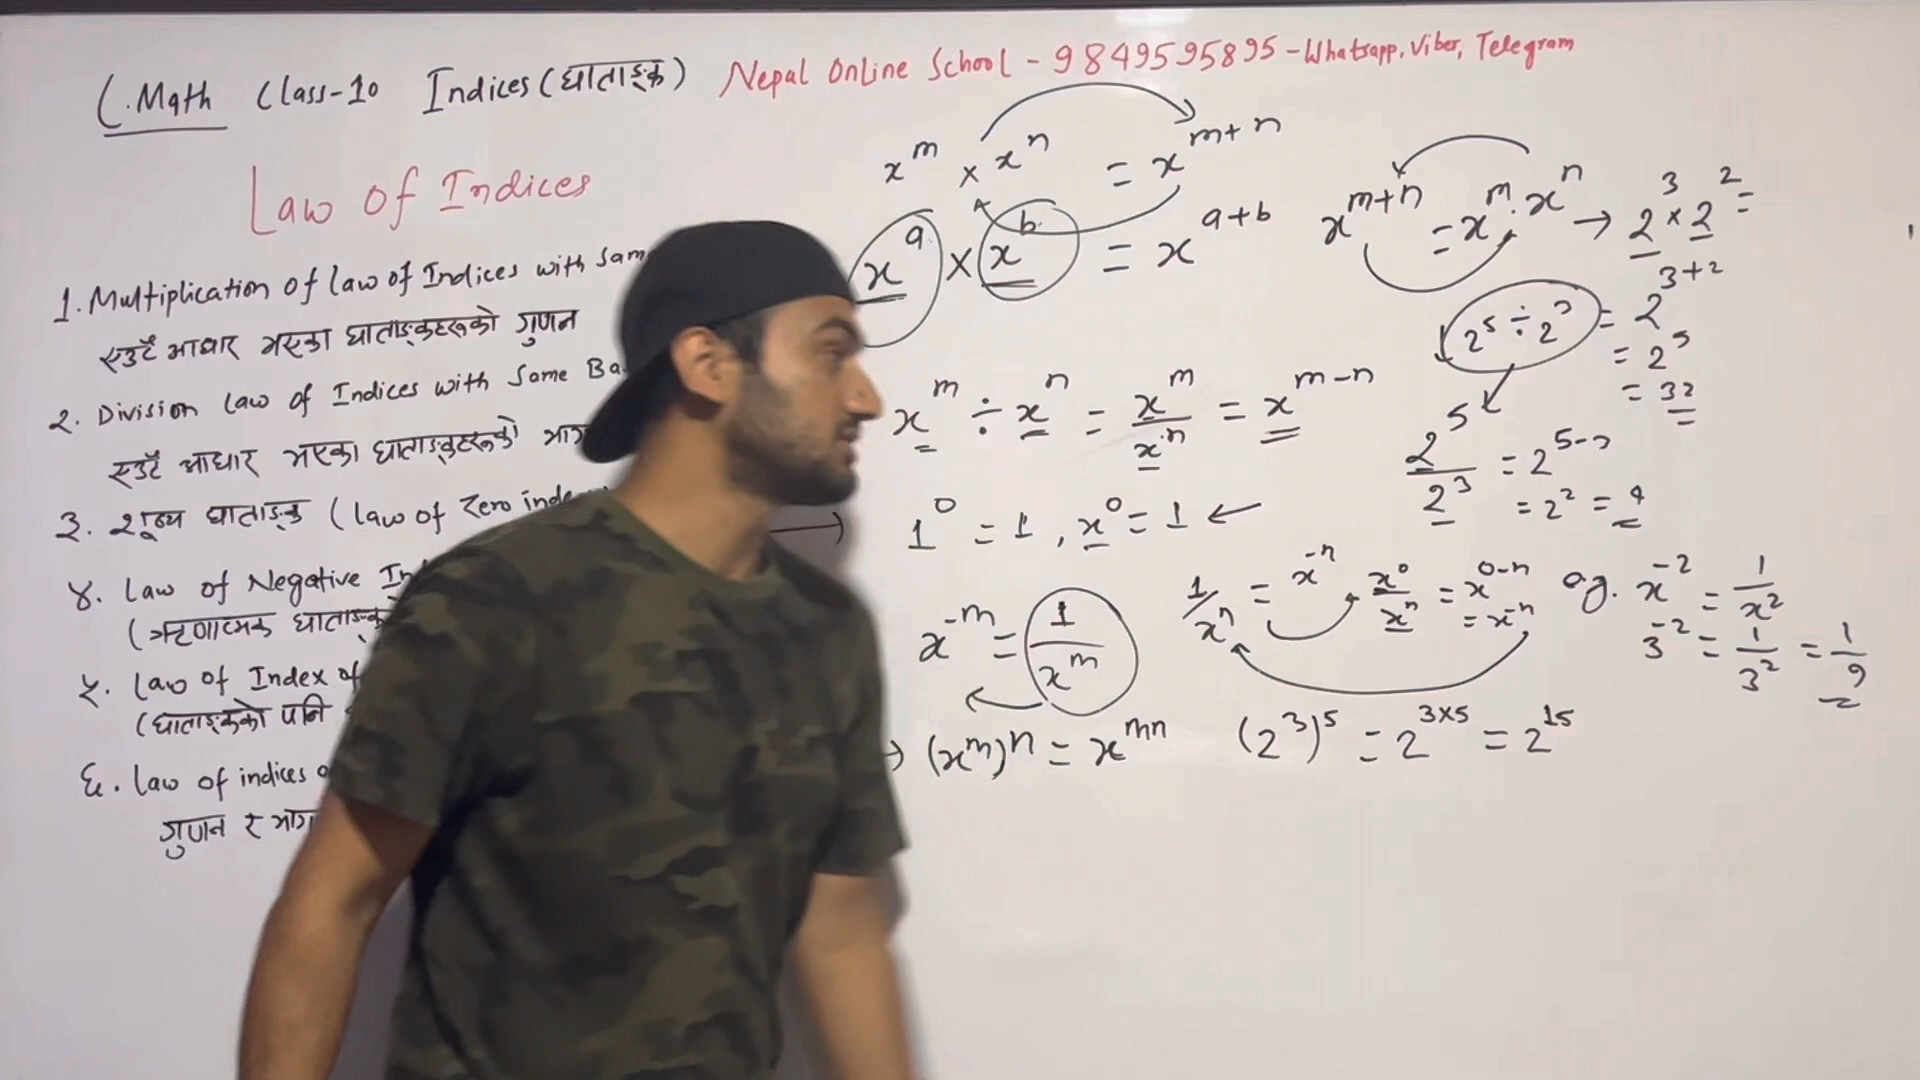 C.Math Class-10 Indices (घाताङ्क) Nepal Online School - 9849595895 - Whatsapp, Viber, Telegram
Law of Indices
1. Multiplication of law of Indices with Sam
एउटै आधार भएका घाताङ्कहरूको गुणन
2. Division law of Indices with Same Ba
एउटै आधार भएका घाताङ्कहरूको भाग
३. शून्य घाताङ्क (law of Zero inde
४. Law of Negative In
(ऋणात्मक घाताङ्क
५. Law of Index of
(घाताङ्कको पनि
६. law of indices o
गुणन र भाग
x^m × x^n = x^{m+n}
x^a × x^b = x^{a+b}
x^m ÷ x^n = x^m/x^n = x^{m-n}
→ 1^0 = 1, x^0 = 1 ←
x^{-m} = 1/x^m
1/x^n = x^{-n} x^0/x^n = x^{0-n}
= x^{-n}
→ (x^m)^n = x^{mn} (2^3)^5 = 2^{3×5} = 2^{15}
x^{m+n} = x^m . x^n → 2^3 × 2^2 =
= 2^{3+2}
= 2^5
= 32
2^5 ÷ 2^3
2^5/2^3 = 2^{5-3}
= 2^2 = 4
eg. x^{-2} = 1/x^2
3^{-2} = 1/3^2 = 1/9